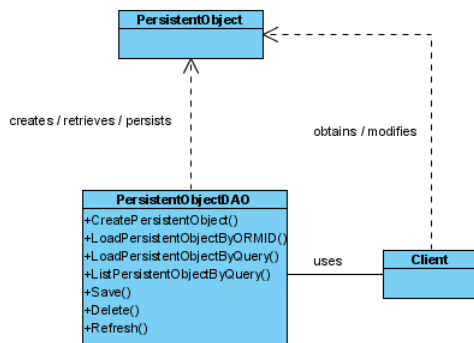 PersistentObject
creates / retrieves / persists
obtains / modifies
PersistentObjectDAO
+CreatePersistentObject()
+LoadPersistentObjectByORMID()
+LoadPersistentObjectByQuery()
+ListPersistentObjectByQuery()
+Save()
+Delete()
+Refresh()
uses
Client